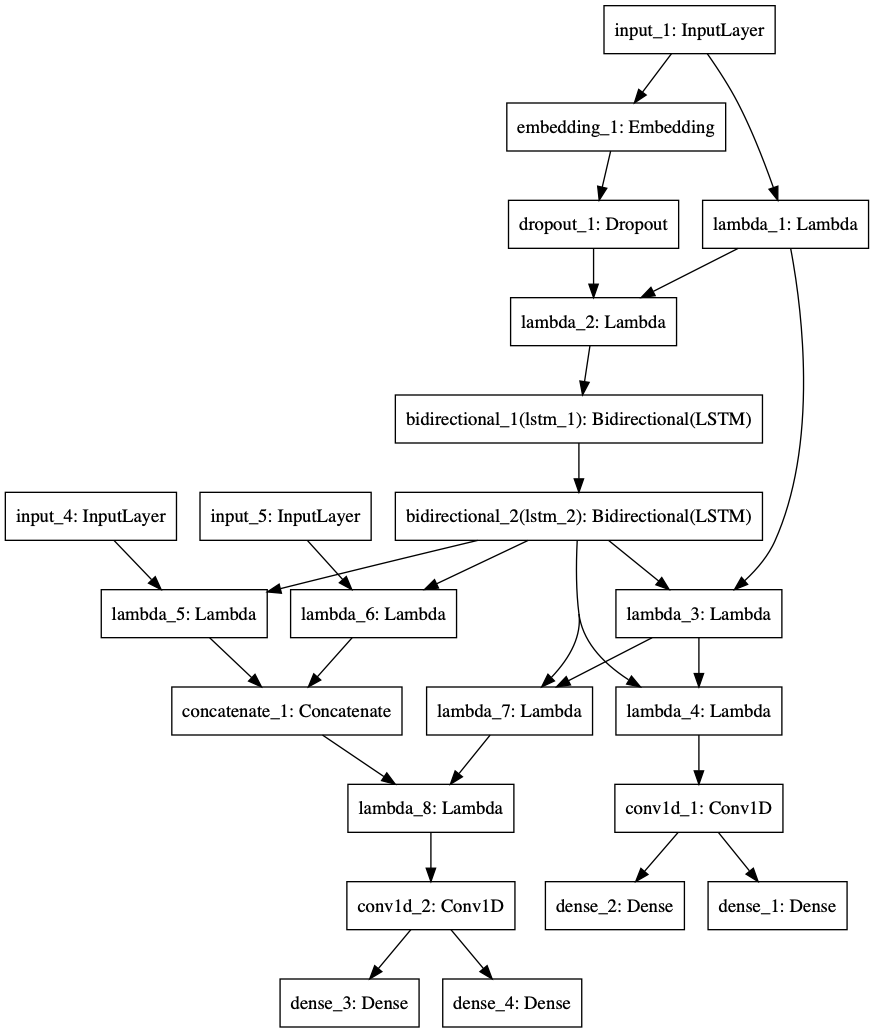 input_1: InputLayer
embedding_1: Embedding
dropout_1: Dropout
lambda_1: Lambda
lambda_2: Lambda
bidirectional_1(lstm_1): Bidirectional(LSTM)
input_4: InputLayer
input_5: InputLayer
bidirectional_2(lstm_2): Bidirectional(LSTM)
lambda_5: Lambda
lambda_6: Lambda
lambda_3: Lambda
concatenate_1: Concatenate
lambda_7: Lambda
lambda_4: Lambda
lambda_8: Lambda
conv1d_1: Conv1D
conv1d_2: Conv1D
dense_2: Dense
dense_1: Dense
dense_3: Dense
dense_4: Dense